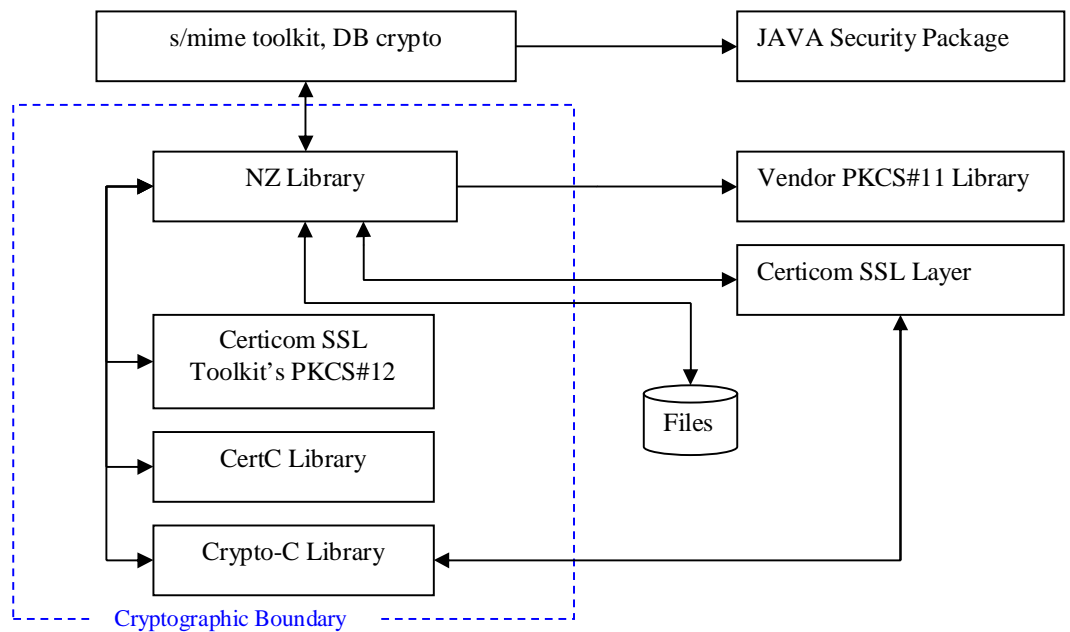 s/mime toolkit, DB crypto
JAVA Security Package
NZ Library
Vendor PKCS#11 Library
Certicom SSL Layer
Certicom SSL
Toolkit’s PKCS#12
Files
CertC Library
Crypto-C Library
Cryptographic Boundary